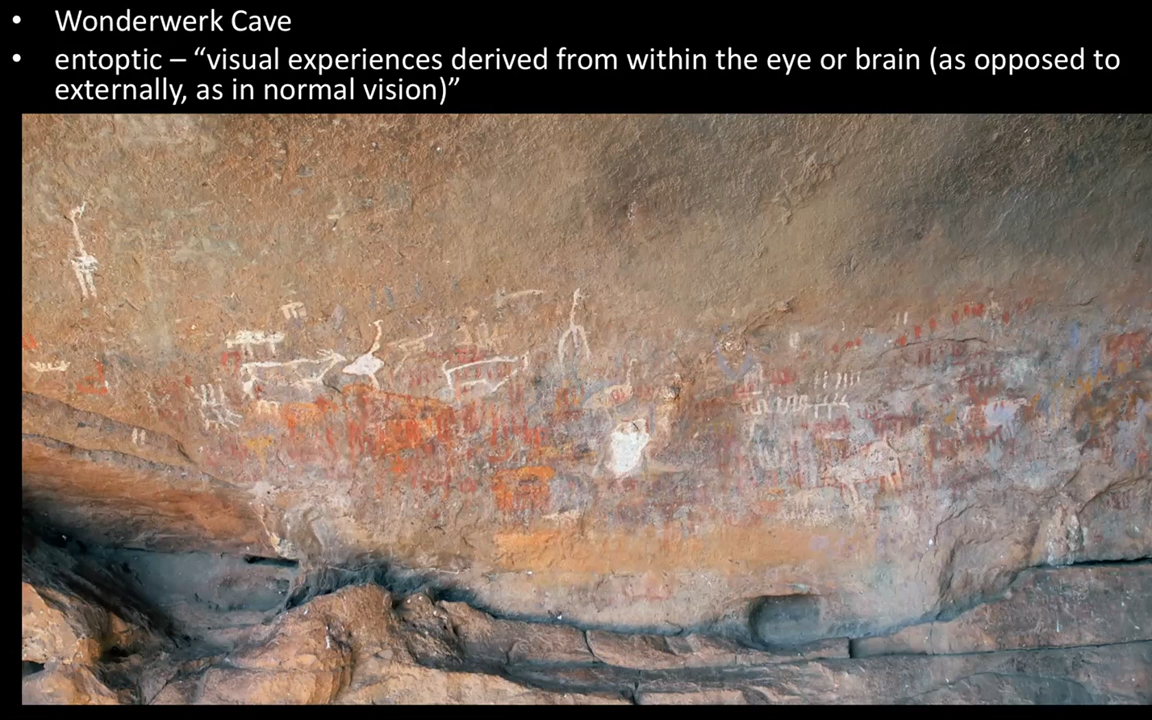 • Wonderwerk Cave
• entoptic – “visual experiences derived from within the eye or brain (as opposed to
externally, as in normal vision)”